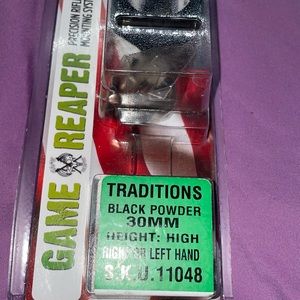 GAME REAPER
PRECISION RIFLE
MOUNTING SYSTEM
TRADITIONS
BLACK POWDER
30MM
HEIGHT: HIGH
RIGHT OR LEFT HAND
S.K.U.11048